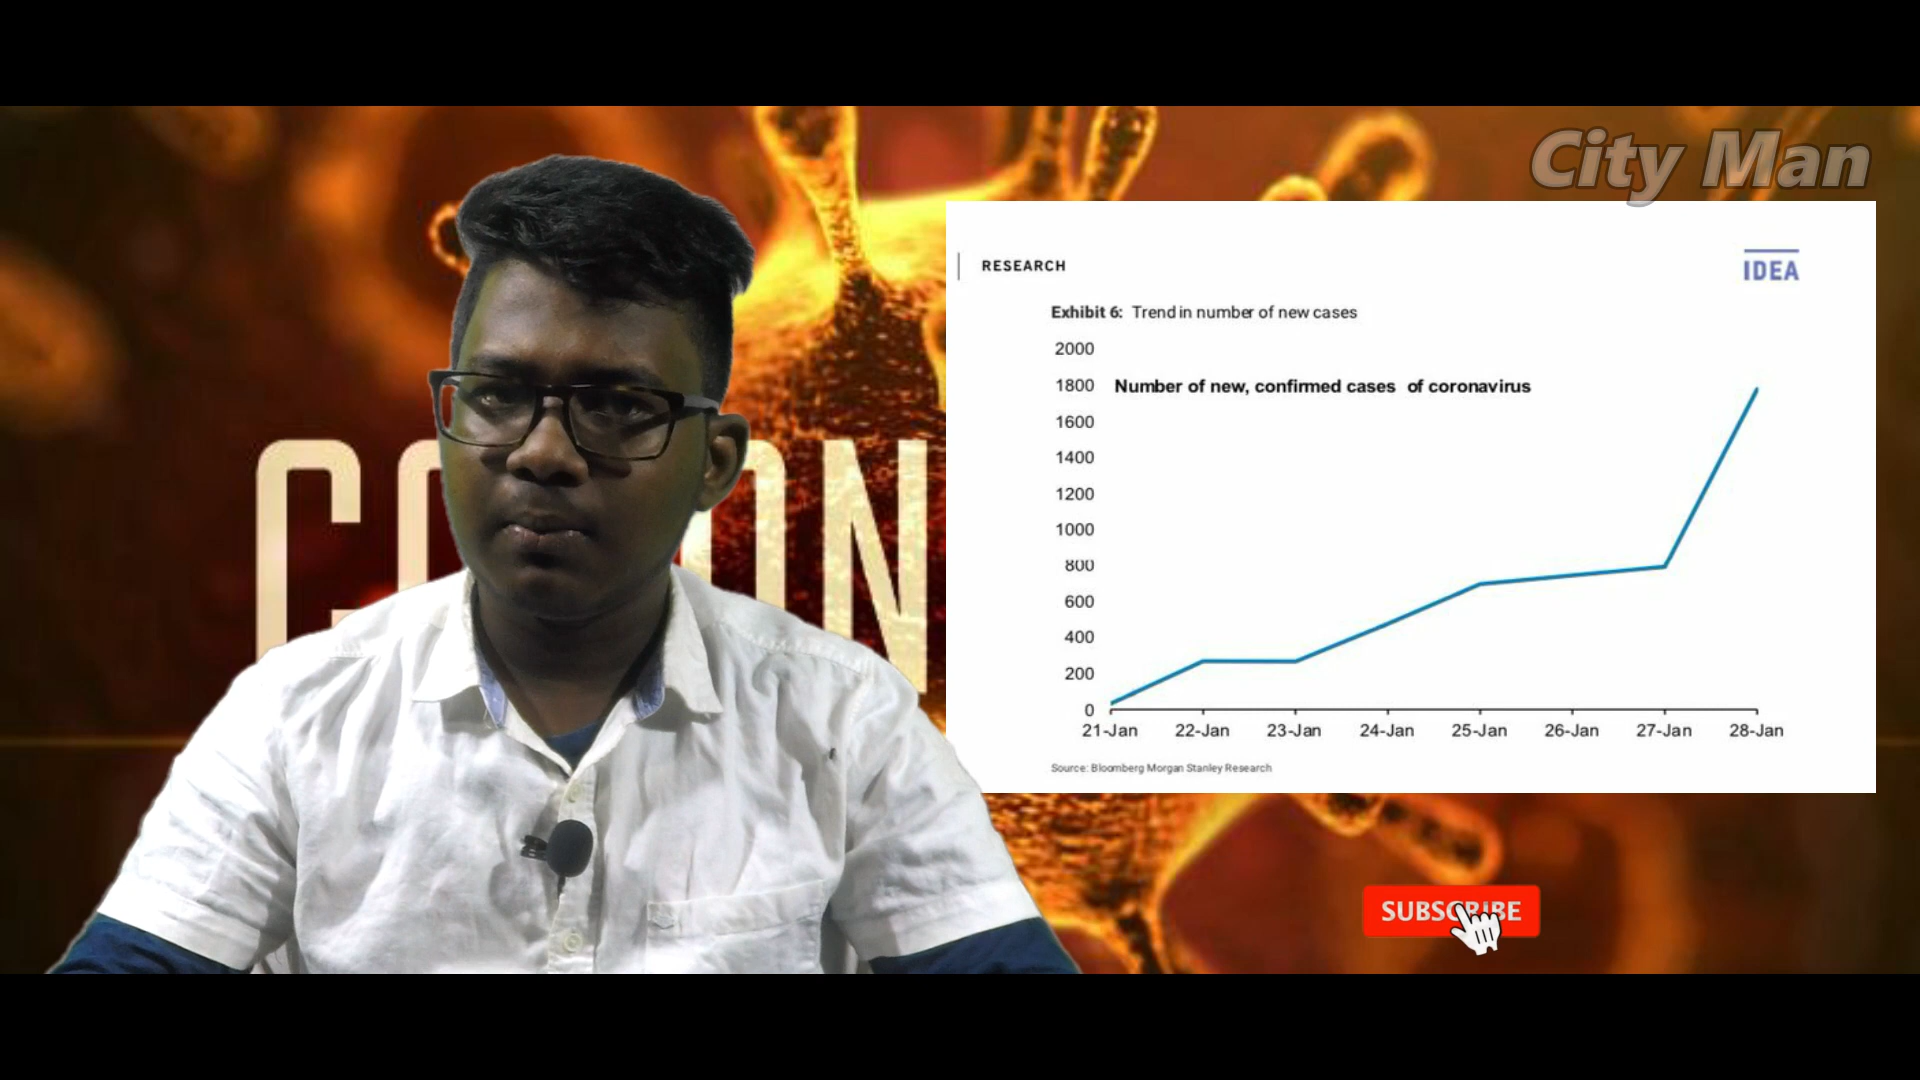 City Man
RESEARCH
IDEA
Exhibit 6: Trend in number of new cases
2000
1800
Number of new, confirmed cases of coronavirus
1600
1400
1200
1000
800
600
400
200
0
21-Jan 22-Jan 23-Jan 24-Jan 25-Jan 26-Jan 27-Jan 28-Jan
Source: Bloomberg Morgan Stanley Research
SUBSCRIBE